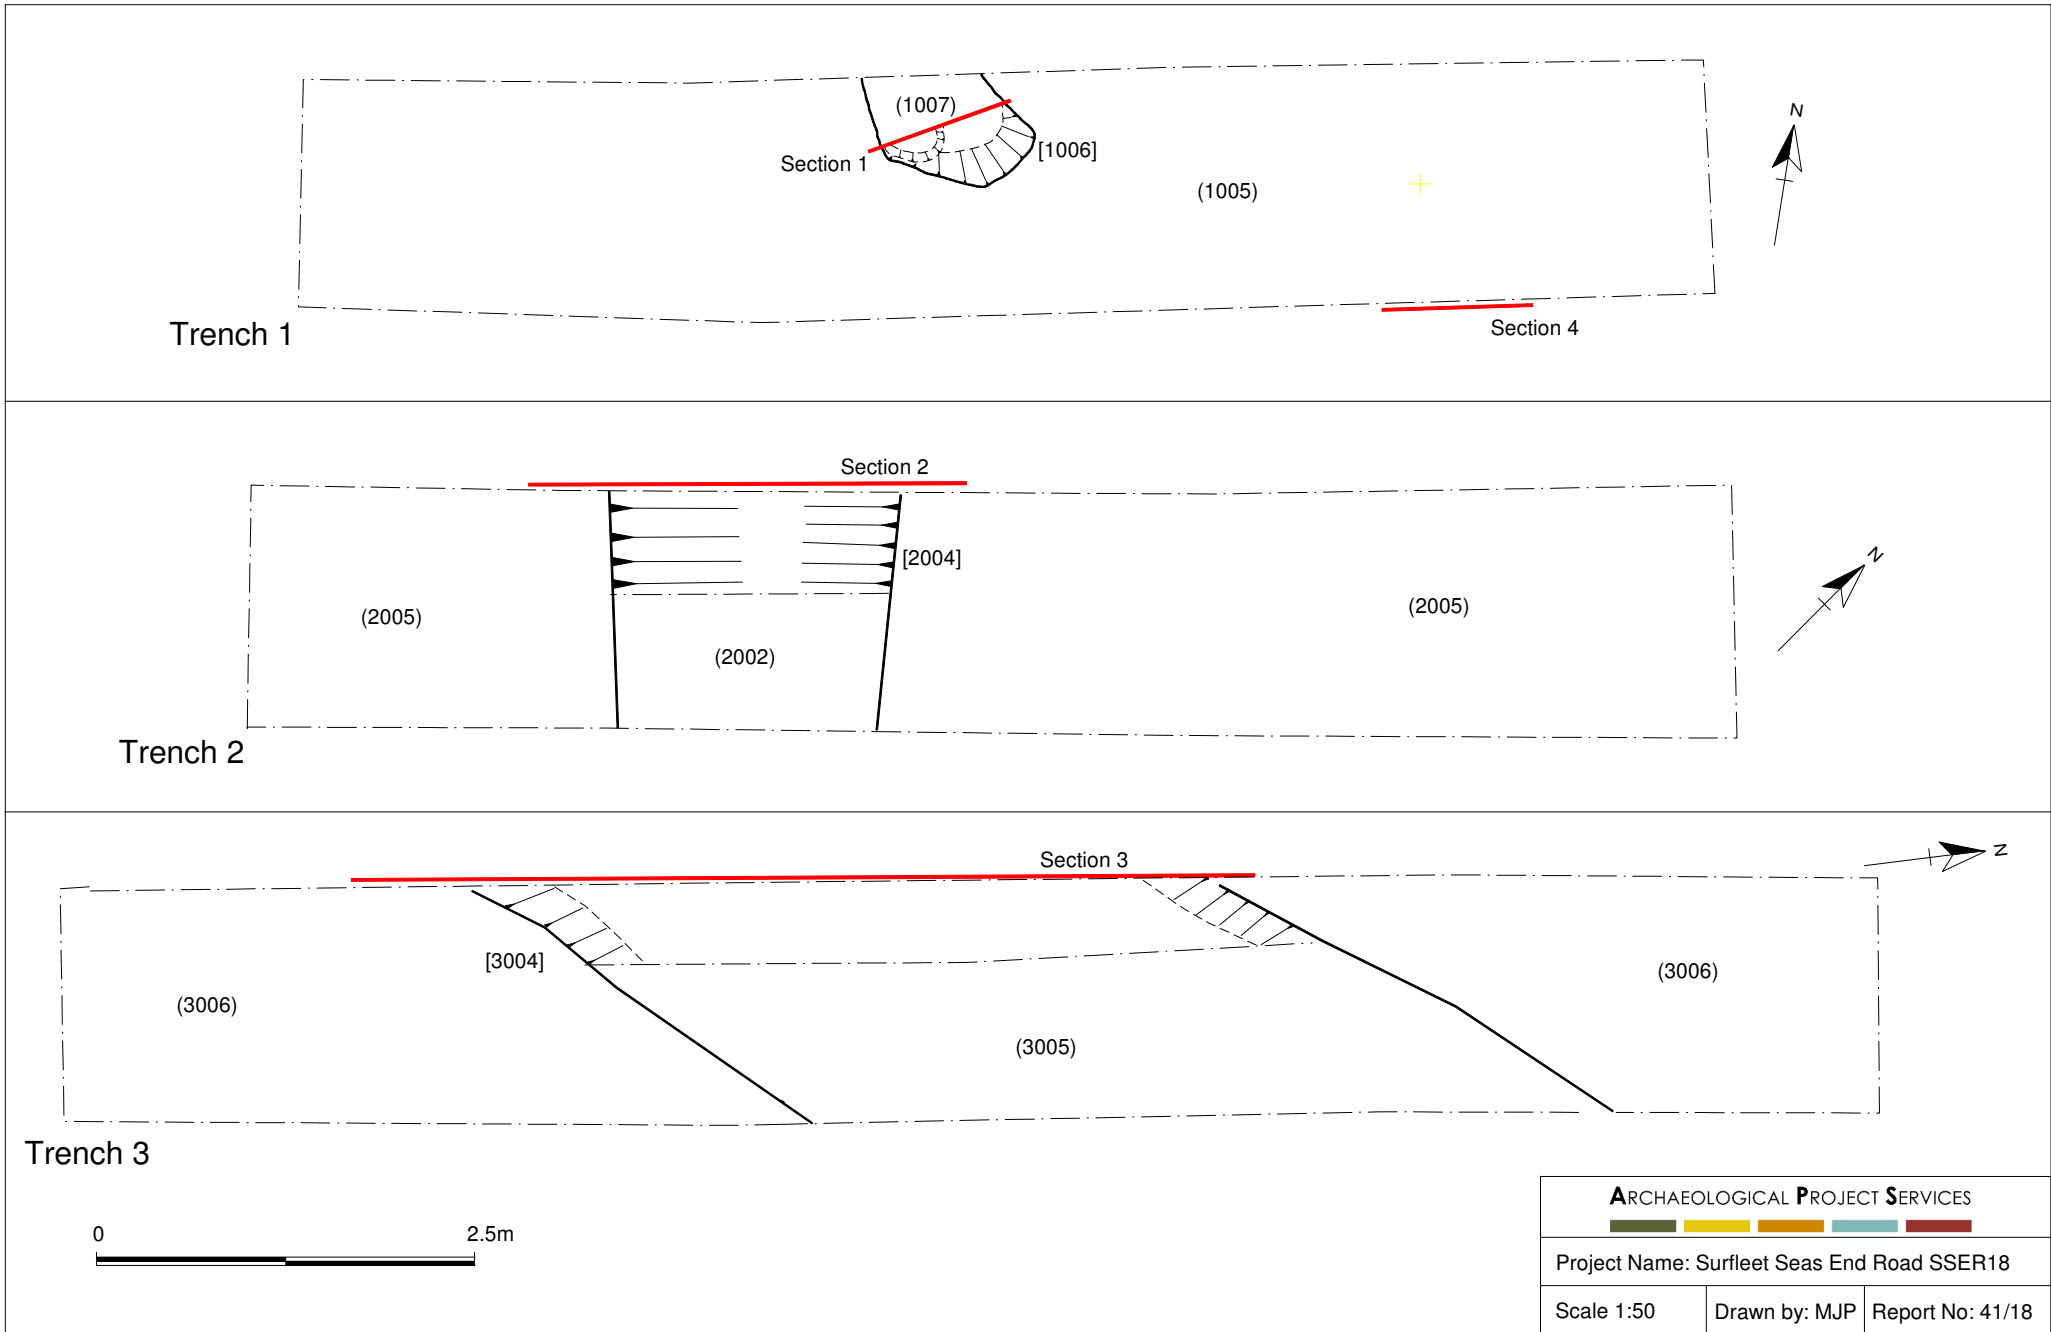 (1007)
N
[1006]
Section 1
(1005)
Section 4
Trench 1
Section 2
N
[2004]
(2005)
(2005)
(2002)
Trench 2
Section 3
N
[3004]
(3006)
(3006)
(3005)
Trench 3
0 2.5m
ARCHAEOLOGICAL PROJECT SERVICES
Project Name: Surfleet Seas End Road SSER18
Scale 1:50
Drawn by: MJP
Report No: 41/18